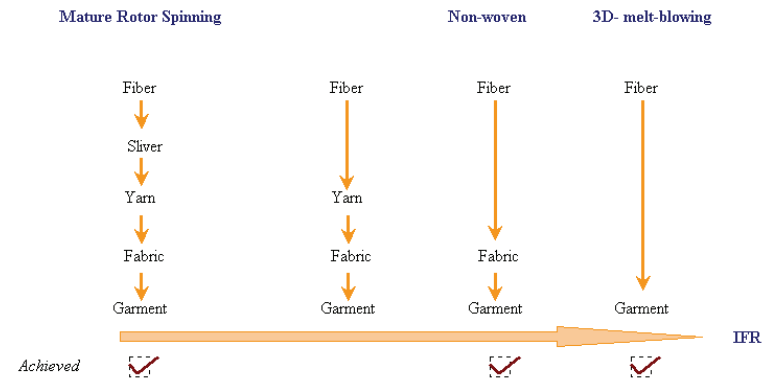 Mature Rotor Spinning Non-woven 3D- melt-blowing
Fiber Fiber Fiber Fiber
Sliver
Yarn Yarn
Fabric Fabric Fabric
Garment Garment Garment Garment
IFR
Achieved